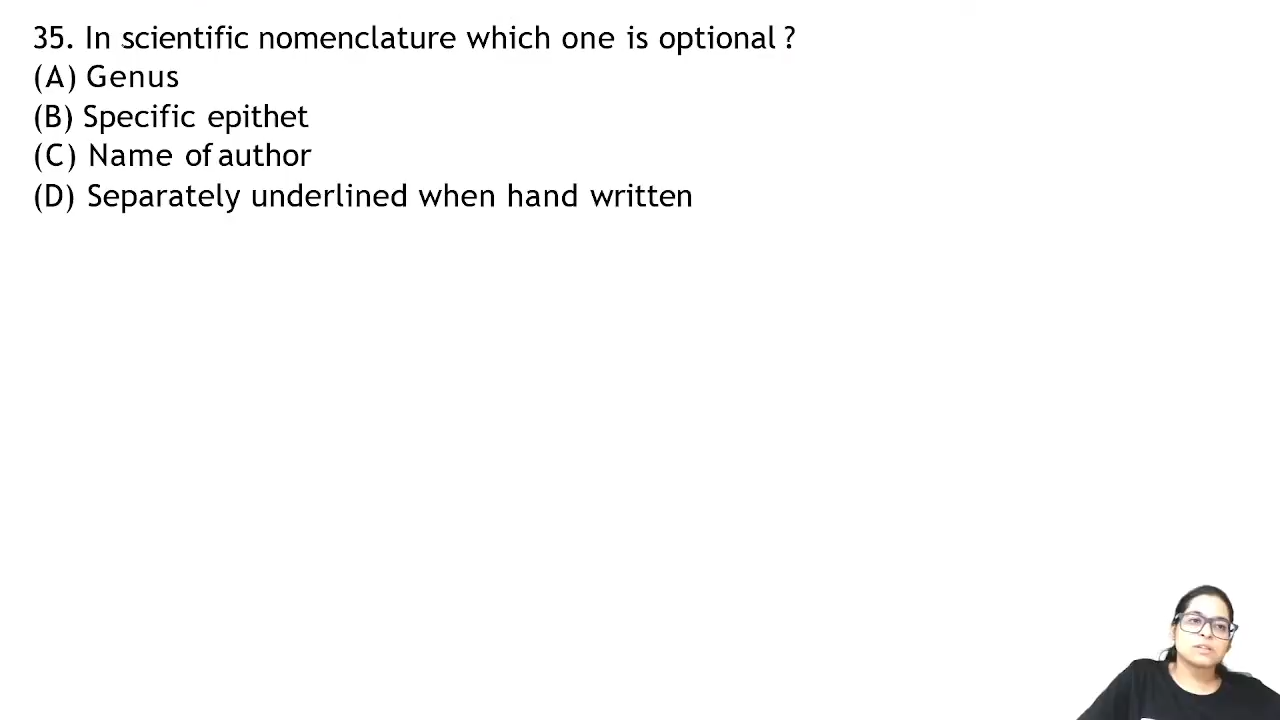 35. In scientific nomenclature which one is optional ?
(A) Genus
(B) Specific epithet
(C) Name of author
(D) Separately underlined when hand written